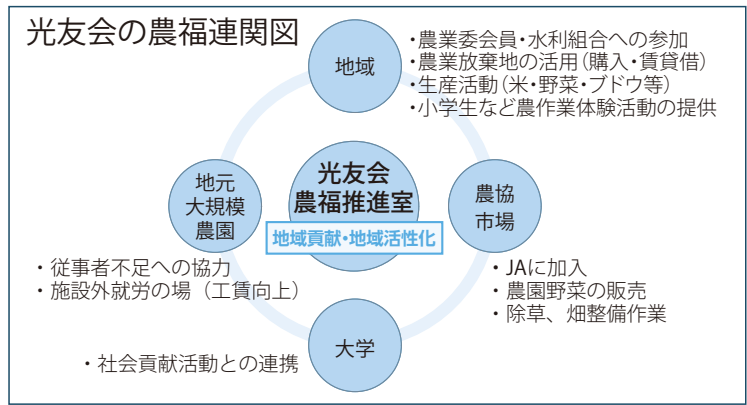 光友会の農福連関図
地域
・農業委会員・水利組合への参加
・農業放棄地の活用（購入・賃貸借）
・生産活動（米・野菜・ブドウ等）
・小学生など農作業体験活動の提供
地元
大規模
農園
光友会
農福推進室
地域貢献・地域活性化
農協
市場
・従事者不足への協力
・施設外就労の場（工賃向上）
・JAに加入
・農園野菜の販売
・除草、畑整備作業
大学
・社会貢献活動との連携